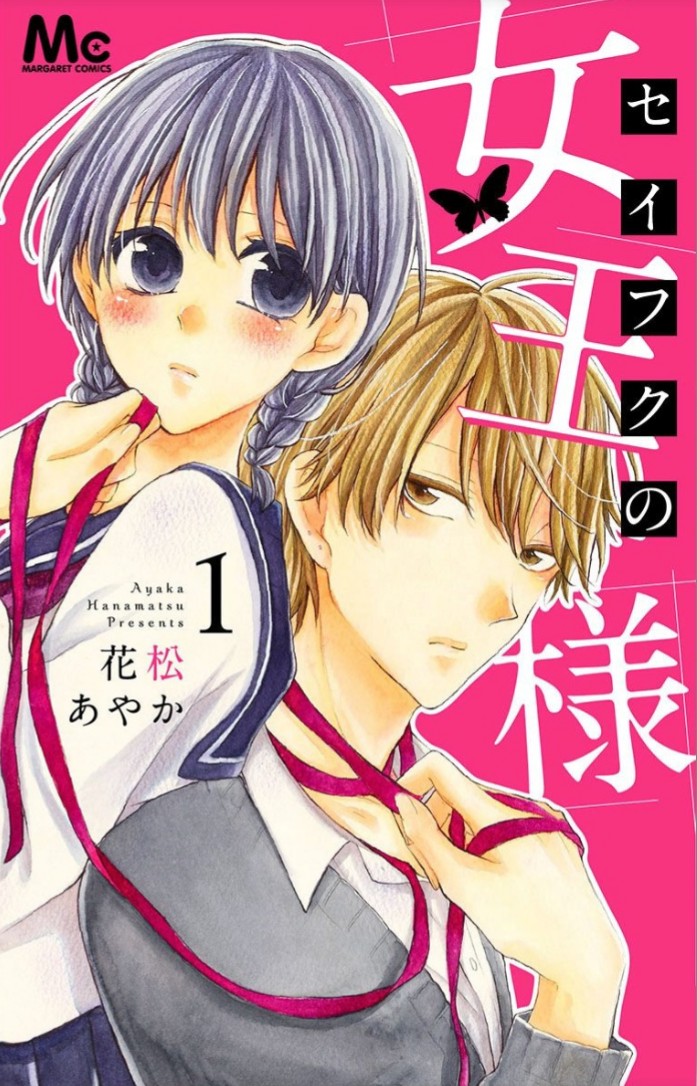 Mc
MARGARET COMICS
セイフクの
女王様
1
Ayaka
Hanamatsu
Presents
花松
あやか